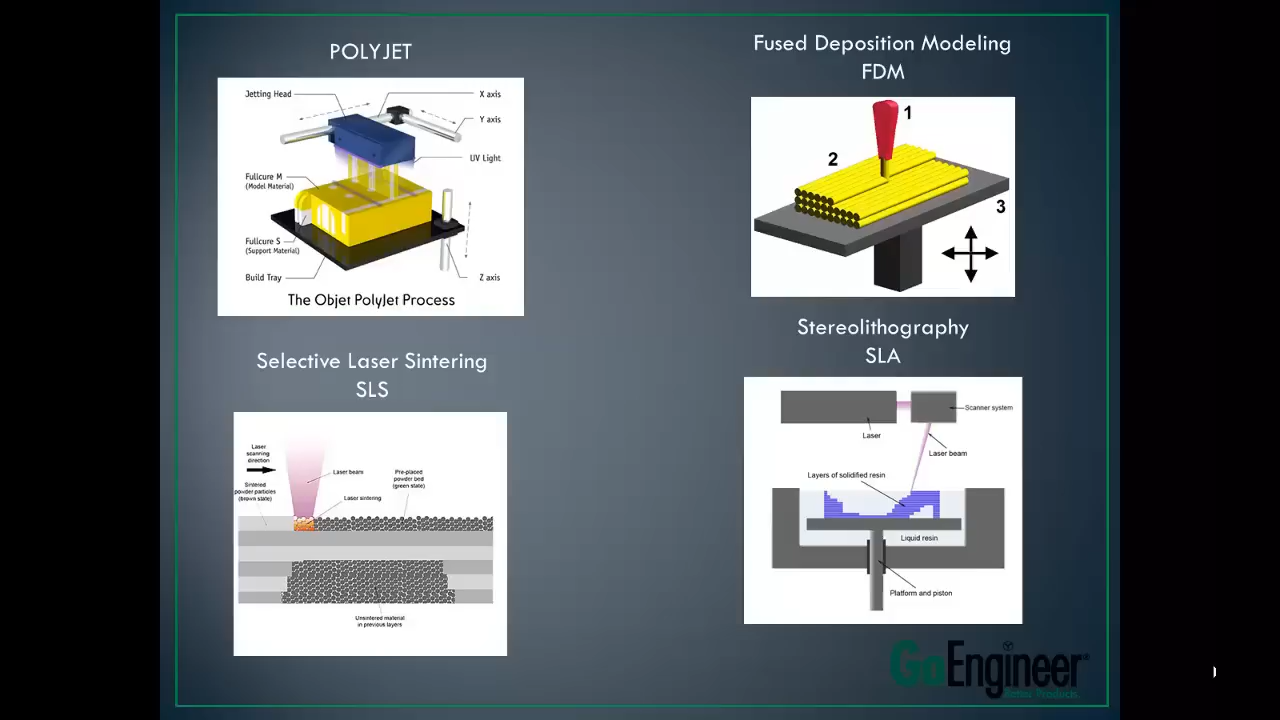 POLYJET
Jetting Head
X axis
Y axis
UV Light
Fullcure M
(Model Material)
Fullcure S
(Support Material)
Build Tray
Z axis
The Objet PolyJet Process
Fused Deposition Modeling
FDM
1
2
3
Selective Laser Sintering
SLS
Laser
scanning
direction
Laser beam
Pre-placed
powder bed
(green state)
Sintered
powder particles
(brown state)
Laser sintering
Unsintered material
in previous layers
Stereolithography
SLA
Scanner system
Laser
Laser beam
Layers of solidified resin
Liquid resin
Platform and piston
GoEngineer
Better Products.